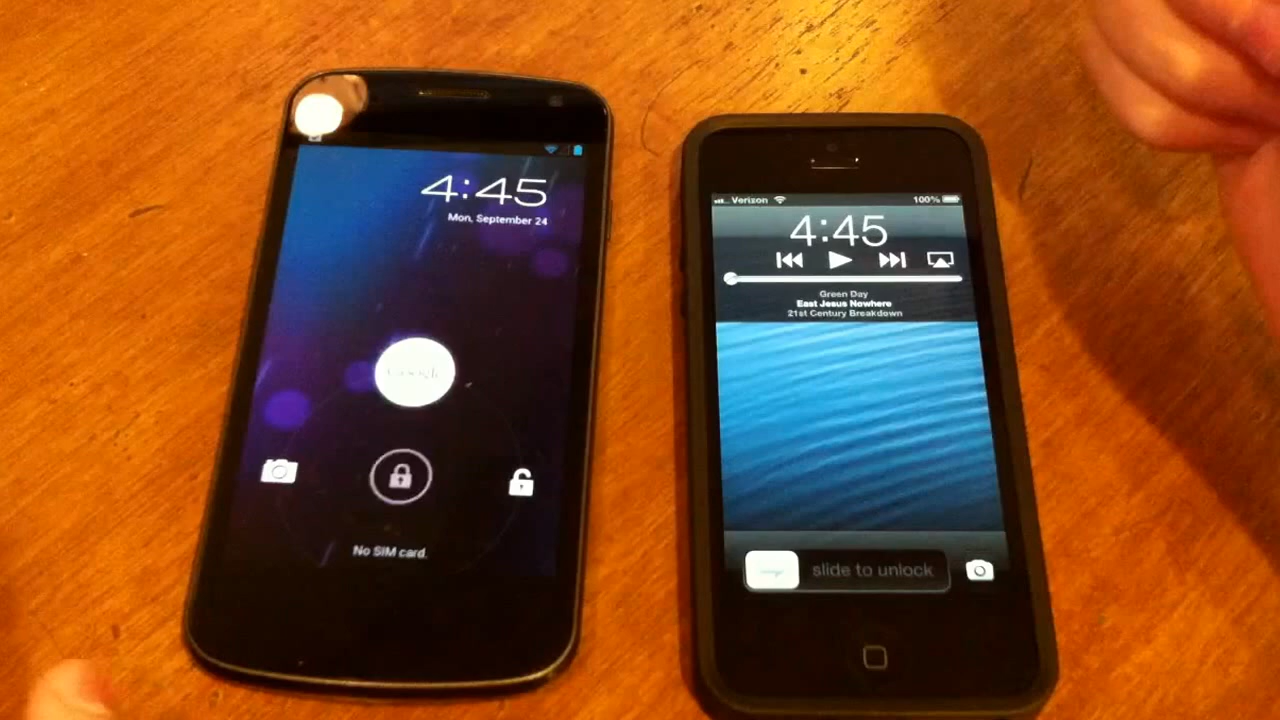 4:45
Mon, September 24
Google
No SIM card.
Verizon
100%
4:45
Green Day
East Jesus Nowhere
21st Century Breakdown
slide to unlock